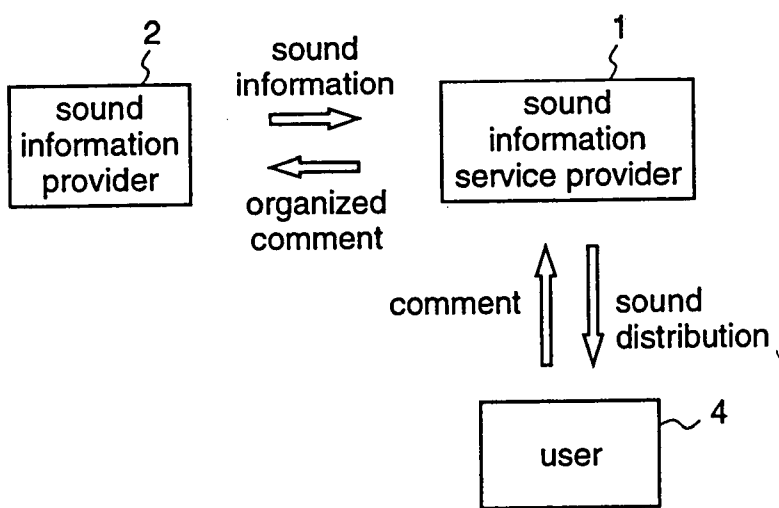 2
sound
information
provider
sound
information
organized
comment
1
sound
information
service provider
comment
sound
distribution
4
user